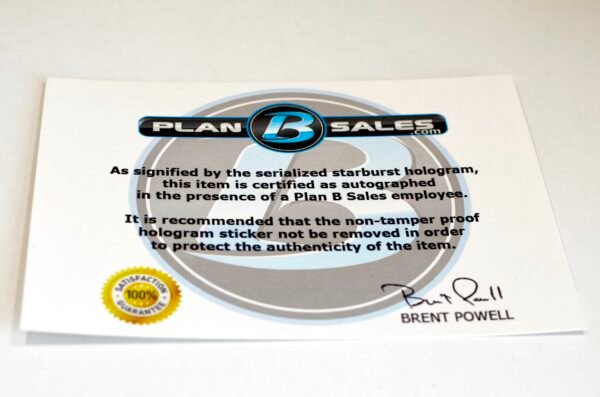 PLAN B SALES
.com
As signified by the serialized starburst hologram,
this item is certified as autographed
in the presence of a Plan B Sales employee.
It is recommended that the non-tamper proof
hologram sticker not be removed in order
to protect the authenticity of the item.
SATISFACTION
100%
GUARANTEE
Brent Powell
BRENT POWELL